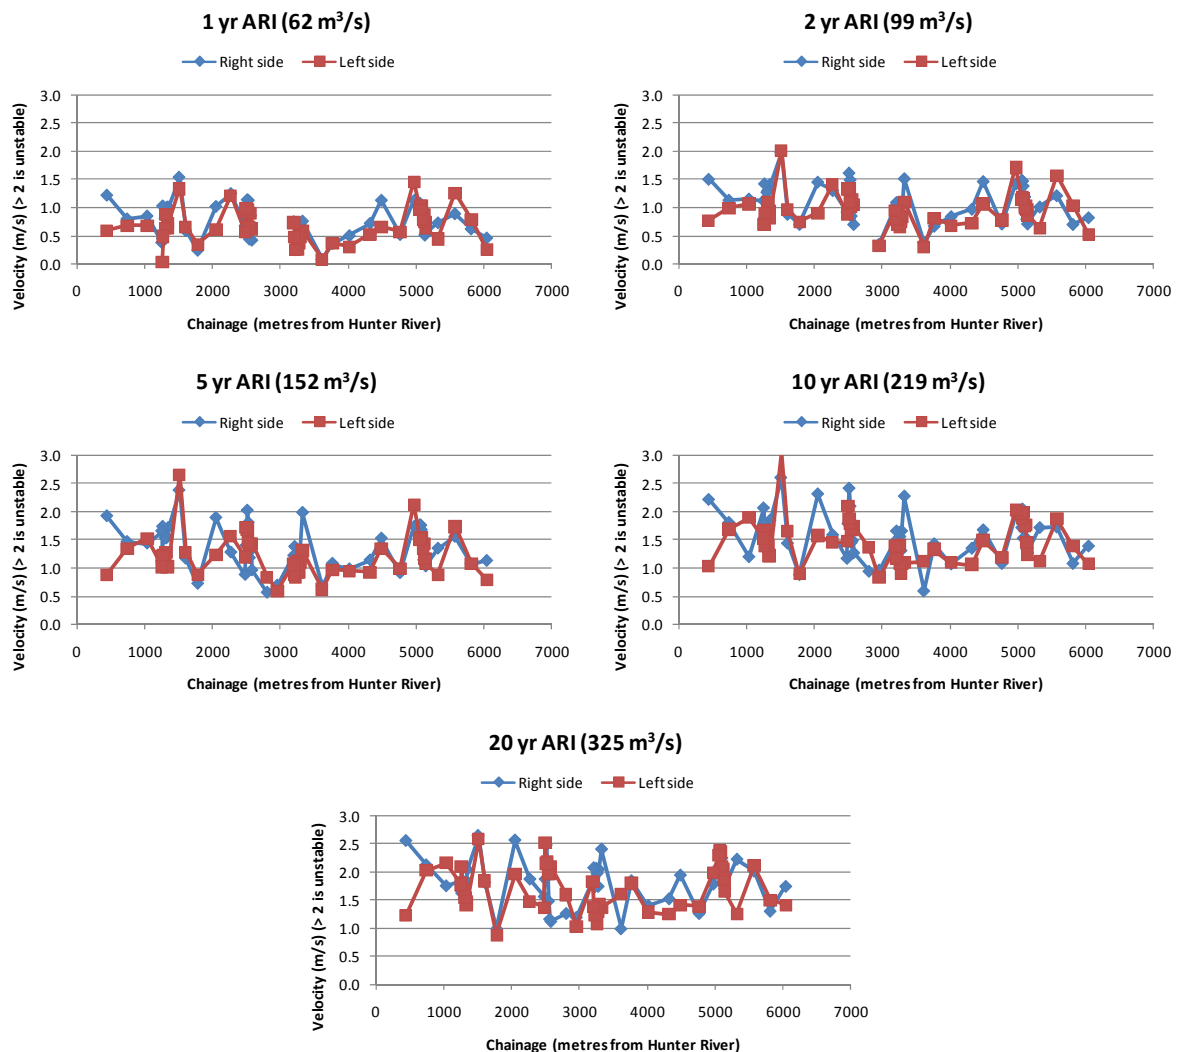 1 yr ARI (62 m³/s)
Right side Left side
Velocity (m/s) (> 2 is unstable)
3.0
2.5
2.0
1.5
1.0
0.5
0.0
0 1000 2000 3000 4000 5000 6000 7000
Chainage (metres from Hunter River)
2 yr ARI (99 m³/s)
Right side Left side
Velocity (m/s) (> 2 is unstable)
3.0
2.5
2.0
1.5
1.0
0.5
0.0
0 1000 2000 3000 4000 5000 6000 7000
Chainage (metres from Hunter River)
5 yr ARI (152 m³/s)
Right side Left side
Velocity (m/s) (> 2 is unstable)
3.0
2.5
2.0
1.5
1.0
0.5
0.0
0 1000 2000 3000 4000 5000 6000 7000
Chainage (metres from Hunter River)
10 yr ARI (219 m³/s)
Right side Left side
Velocity (m/s) (> 2 is unstable)
3.0
2.5
2.0
1.5
1.0
0.5
0.0
0 1000 2000 3000 4000 5000 6000 7000
Chainage (metres from Hunter River)
20 yr ARI (325 m³/s)
Right side Left side
Velocity (m/s) (> 2 is unstable)
3.0
2.5
2.0
1.5
1.0
0.5
0.0
0 1000 2000 3000 4000 5000 6000 7000
Chainage (metres from Hunter River)